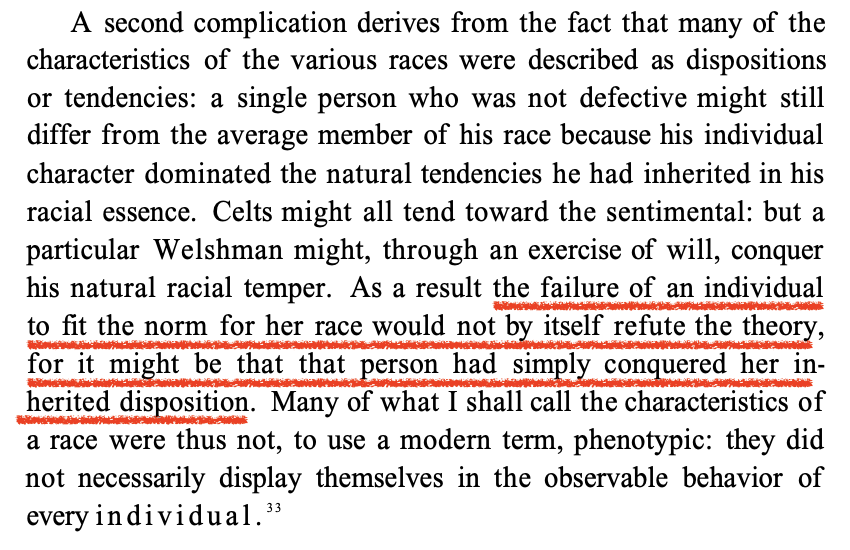 A second complication derives from the fact that many of the
characteristics of the various races were described as dispositions
or tendencies: a single person who was not defective might still
differ from the average member of his race because his individual
character dominated the natural tendencies he had inherited in his
racial essence. Celts might all tend toward the sentimental: but a
particular Welshman might, through an exercise of will, conquer
his natural racial temper. As a result the failure of an individual
to fit the norm for her race would not by itself refute the theory,
for it might be that that person had simply conquered her in-
herited disposition. Many of what I shall call the characteristics of
a race were thus not, to use a modern term, phenotypic: they did
not necessarily display themselves in the observable behavior of
every individual.³³